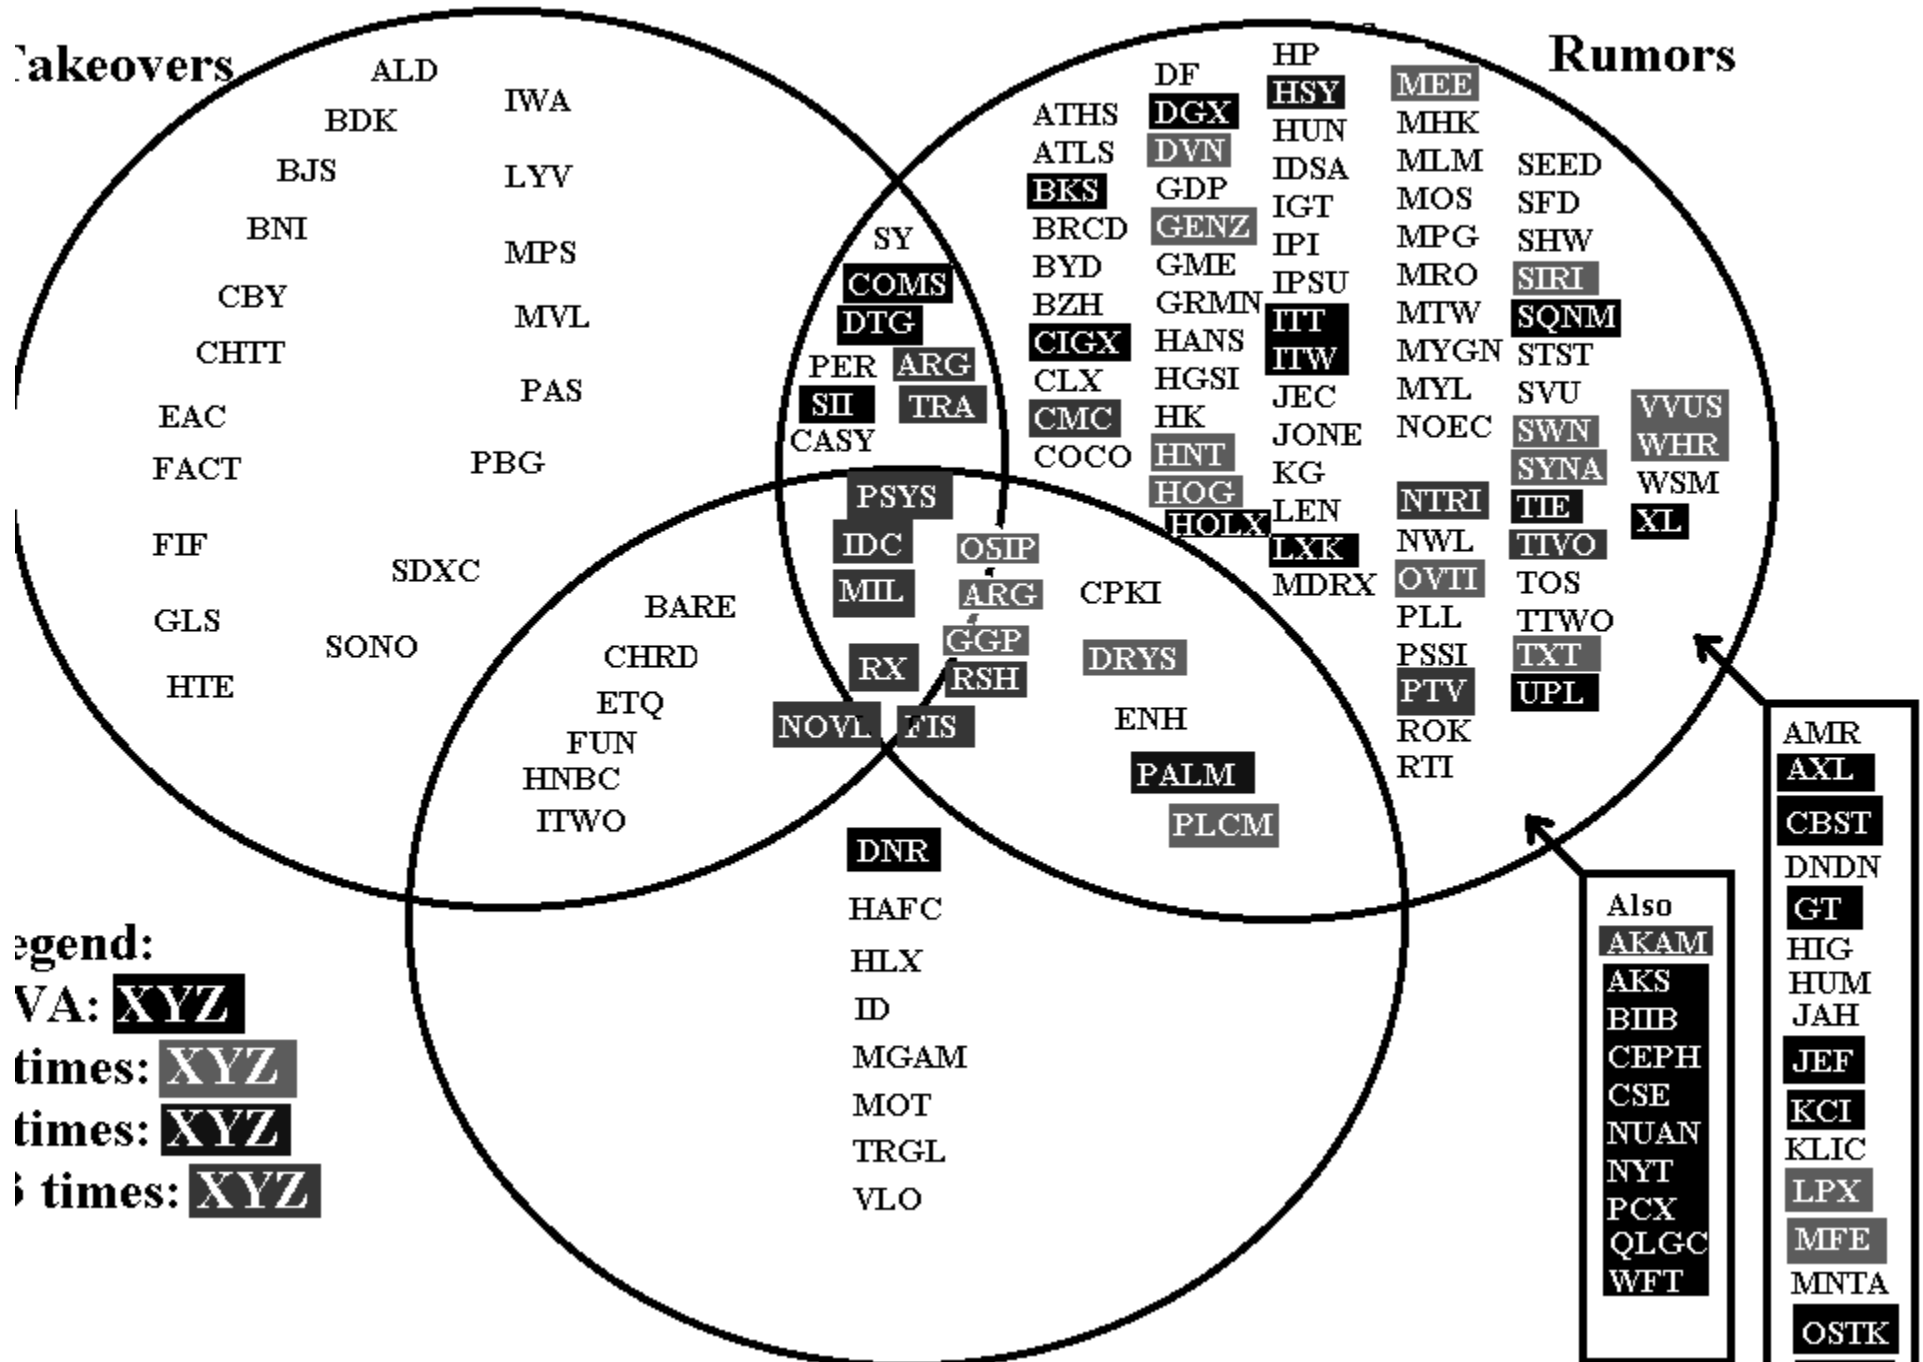 akeovers
Rumors
ALD
IWA
BDK
BJS
LYV
BNI
MPS
CBY
MVL
CHTT
PAS
EAC
PBG
FACT
FIF
SDXC
GLS
SONO
HTE
SY
COMS
DTG
PER ARG
SII TRA
CASY
PSYS
IDC
OSIP
MIL
ARG
GGP
RX
RSH
NOVL FIS
BARE
CHRD
ETQ
FUN
HNBC
ITWO
CPKI
DRYS
ENH
PALM
PLCM
DNR
HAFC
HLX
ID
MGAM
MOT
TRGL
VLO
ATHS
ATLS
BKS
BRCD
BYD
BZH
CIGX
CLX
CMC
COCO
DF
DGX
DVN
GDP
GENZ
GME
GRMN
HANS
HGSI
HK
HNT
HOG
HOLX
HP
HSY
HUN
IDSA
IGT
IPI
IPSU
ITT
ITW
JEC
JONE
KG
LEN
LXK
MDRX
MEE
MHK
MLM
MOS
MPG
MRO
MTW
MYGN
MYL
NOEC
NTRI
NWL
OVTI
PLL
PSSI
PTV
ROK
RTI
SEED
SFD
SHW
SIRI
SQNM
STST
SVU
SWN
SYNA
TIE
TIVO
TOS
TTWO
TXT
UPL
VVUS
WHR
WSM
XL
Also
AKAM
AKS
BIIB
CEPH
CSE
NUAN
NYT
PCX
QLGC
WFT
AMR
AXL
CBST
DNDN
GT
HIG
HUM
JAH
JEF
KCI
KLIC
LPX
MFE
MNTA
OSTK
egend:
VA: XYZ
times: XYZ
times: XYZ
times: XYZ